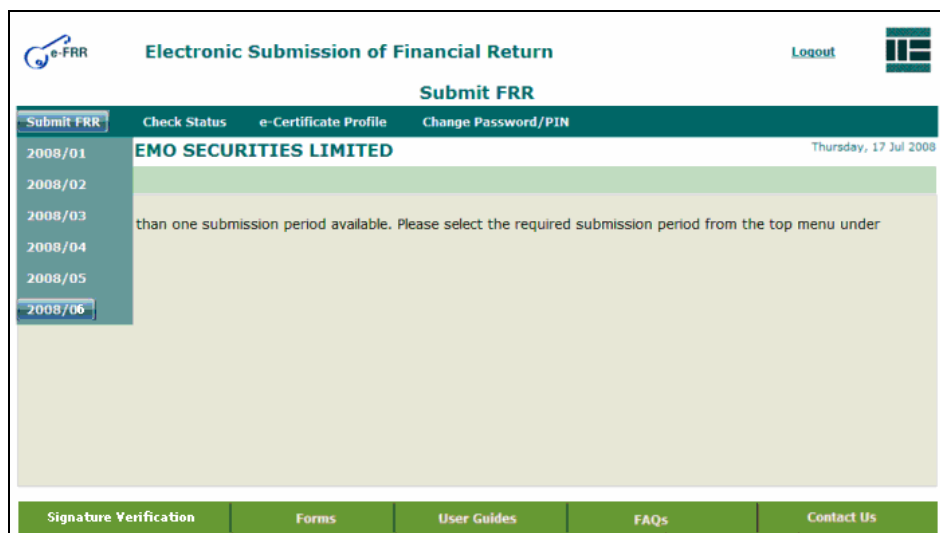 e-FRR
Electronic Submission of Financial Return
Logout
Submit FRR
Submit FRR Check Status e-Certificate Profile Change Password/PIN
2008/01
EMO SECURITIES LIMITED
Thursday, 17 Jul 2008
2008/02
2008/03
than one submission period available. Please select the required submission period from the top menu under
2008/04
2008/05
2008/06
Signature Verification Forms User Guides FAQs Contact Us